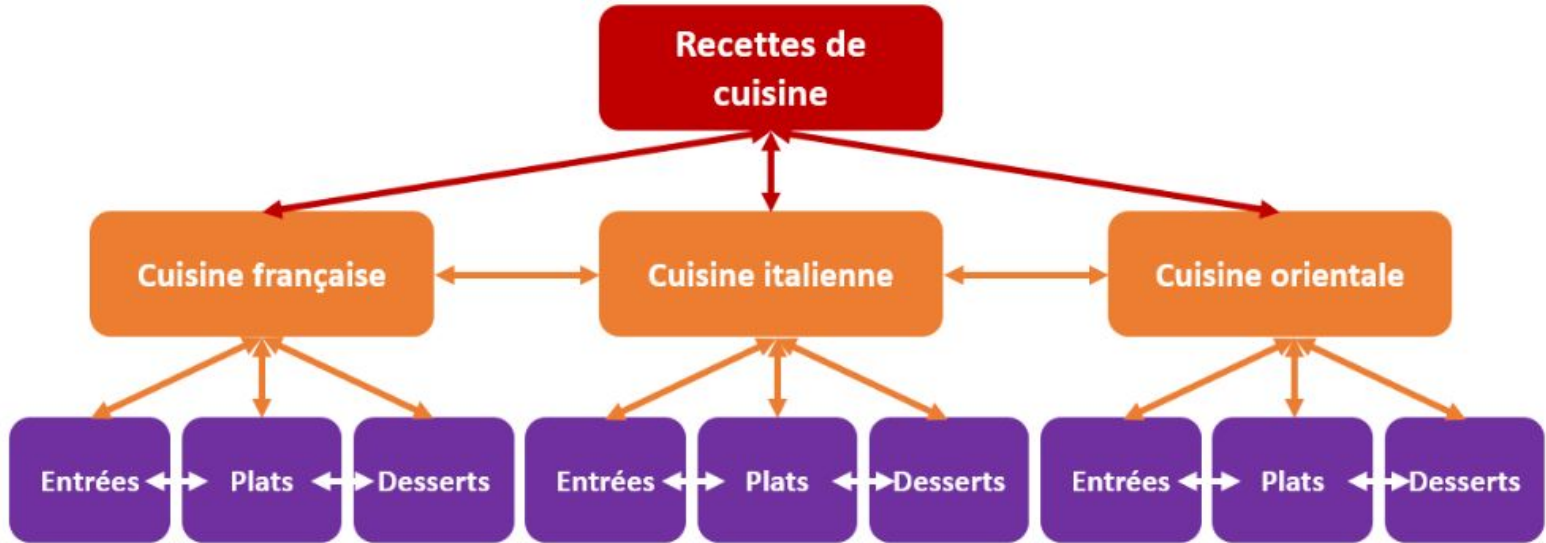 Recettes de
cuisine
Cuisine française
Cuisine italienne
Cuisine orientale
Entrées
Plats
Desserts
Entrées
Plats
Desserts
Entrées
Plats
Desserts